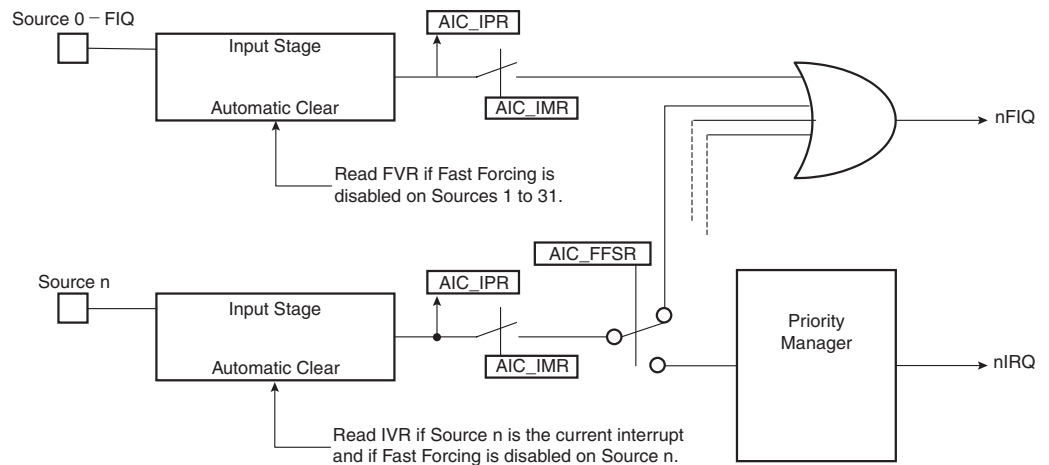 Source 0 – FIQ
AIC_IPR
Input Stage
Automatic Clear
AIC_IMR
nFIQ
Read FVR if Fast Forcing is
disabled on Sources 1 to 31.
AIC_FFSR
Source n
AIC_IPR
Input Stage
Priority
Manager
Automatic Clear
AIC_IMR
nIRQ
Read IVR if Source n is the current interrupt
and if Fast Forcing is disabled on Source n.